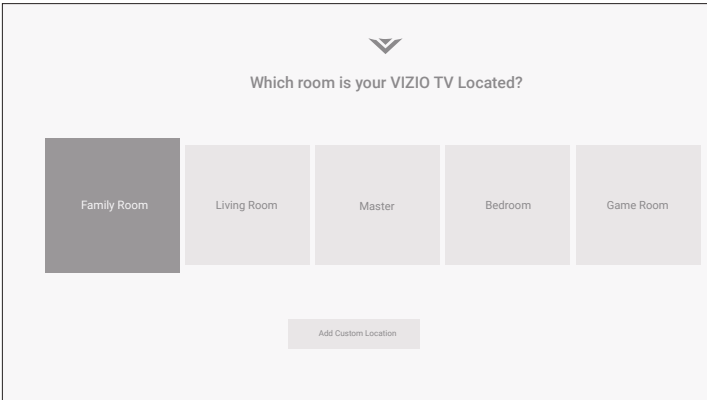 Which room is your VIZIO TV Located?
Family Room
Living Room
Master
Bedroom
Game Room
Add Custom Location